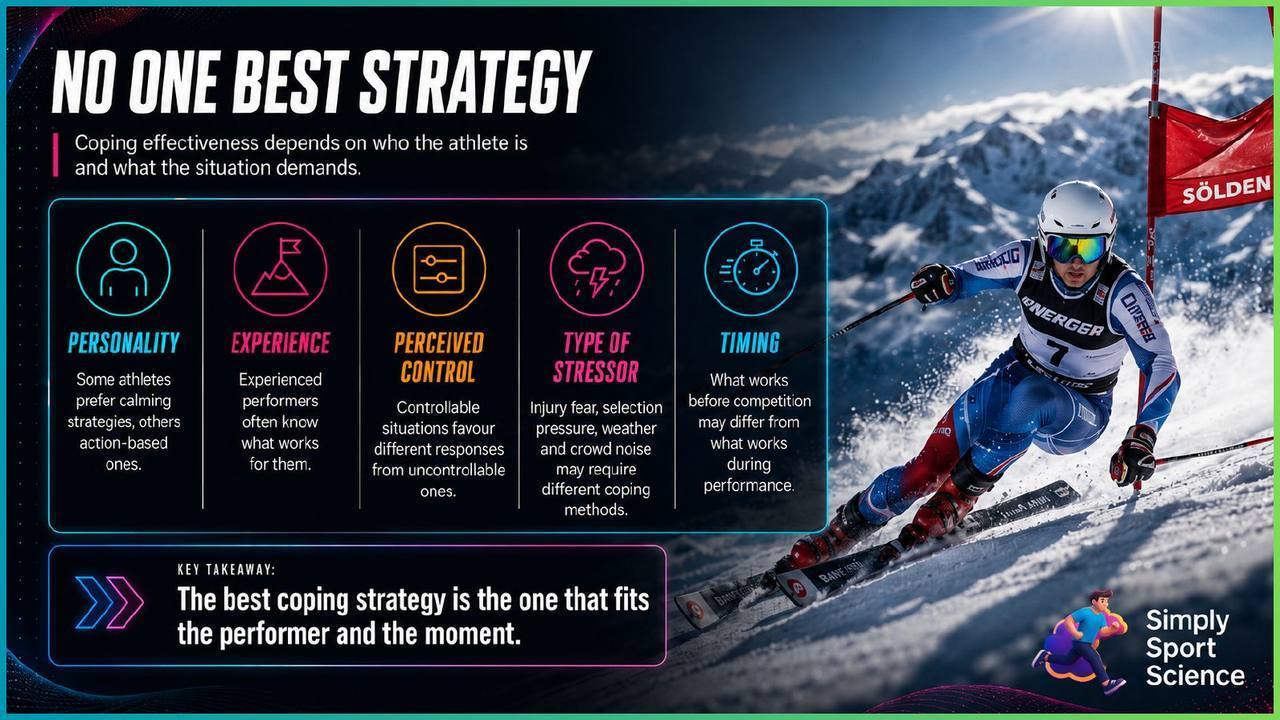 NO ONE BEST STRATEGY
Coping effectiveness depends on who the athlete is
and what the situation demands.
PERSONALITY
Some athletes
prefer calming
strategies, others
action-based
ones.
EXPERIENCE
Experienced
performers
often know
what works
for them.
PERCEIVED
CONTROL
Controllable
situations favour
different responses
from uncontrollable
ones.
TYPE OF
STRESSOR
Injury fear, selection
pressure, weather
and crowd noise
may require
different coping
methods.
TIMING
What works
before competition
may differ from
what works
during
performance.
KEY TAKEAWAY:
The best coping strategy is the one that fits
the performer and the moment.
SÖLDEN
7
Simply
Sport
Science